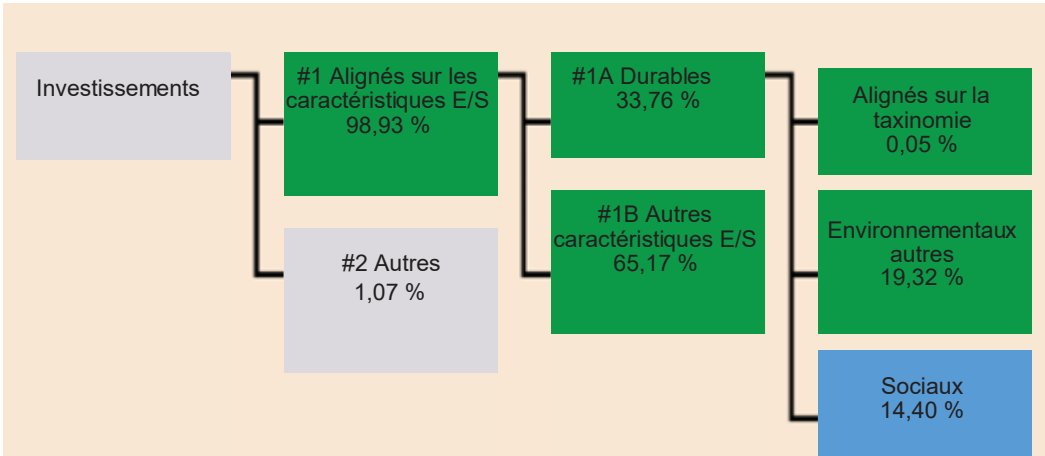 Investissements
#1 Alignés sur les
caractéristiques E/S
98,93 %
#2 Autres
1,07 %
#1A Durables
33,76 %
#1B Autres
caractéristiques E/S
65,17 %
Alignés sur la
taxinomie
0,05 %
Environnementaux
autres
19,32 %
Sociaux
14,40 %